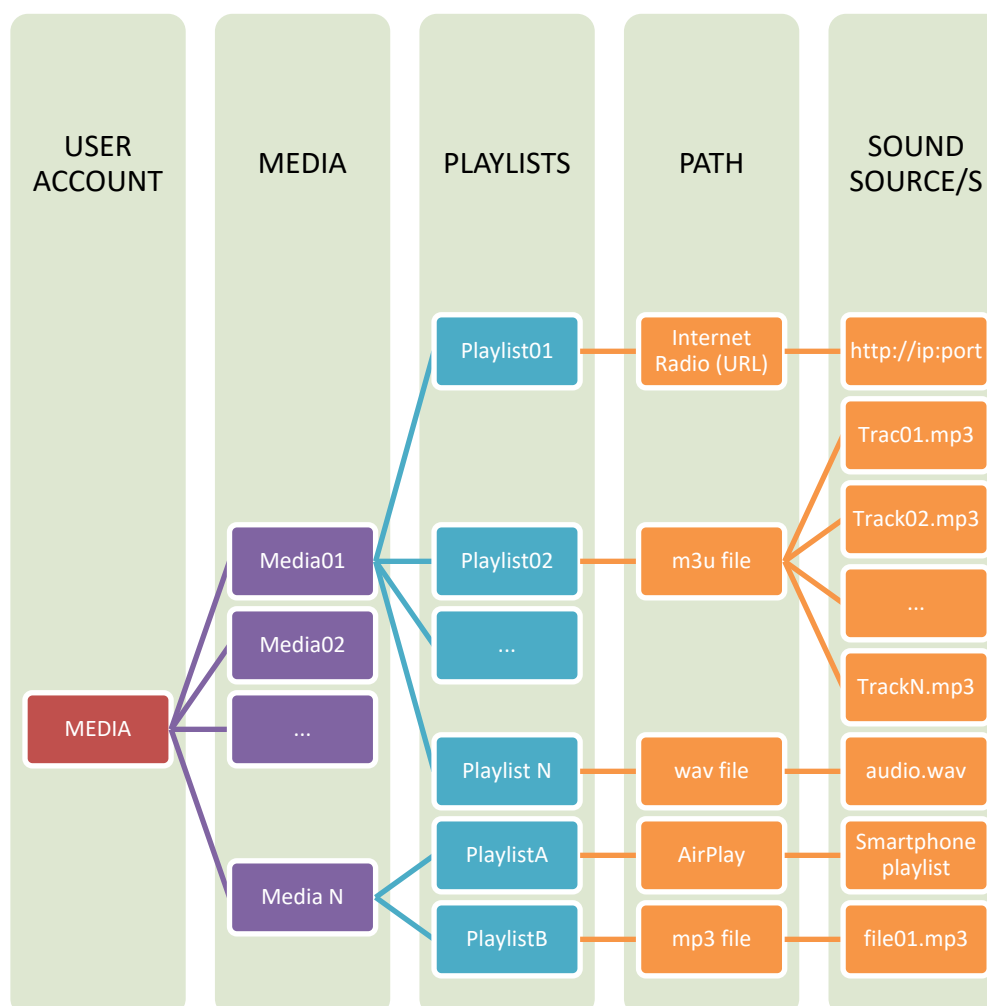 USER
ACCOUNT
MEDIA
PLAYLISTS
PATH
SOUND
SOURCE/S
MEDIA
Media01
Media02
...
Media N
Playlist01
Playlist02
...
Playlist N
PlaylistA
PlaylistB
Internet
Radio (URL)
m3u file
wav file
AirPlay
mp3 file
http://ip:port
Trac01.mp3
Track02.mp3
...
TrackN.mp3
audio.wav
Smartphone
playlist
file01.mp3